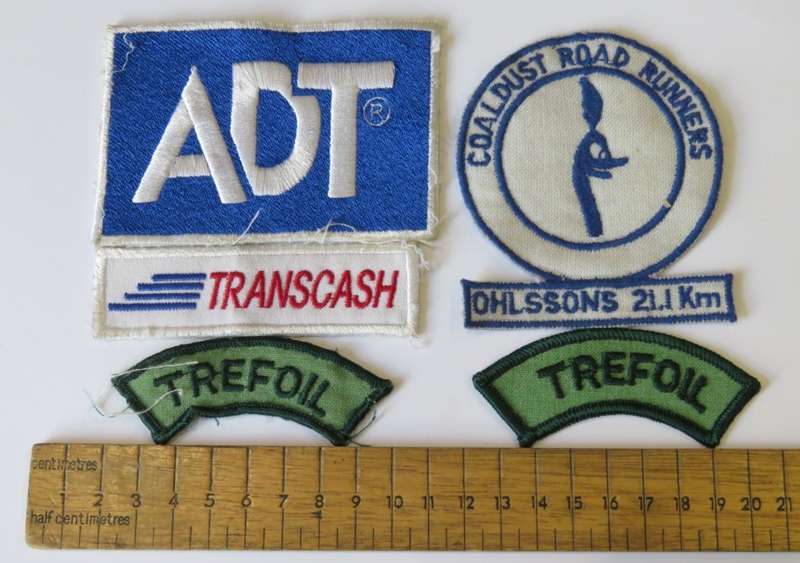 ADT®
COALDUST ROAD RUNNERS
TRANSCASH
OHLSSONS 21.1 Km
TREFOIL
TREFOIL
centimetres
1 2 3 4 5 6 7 8 9 10 11 12 13 14 15 16 17 18 19 20 21
half centimetres